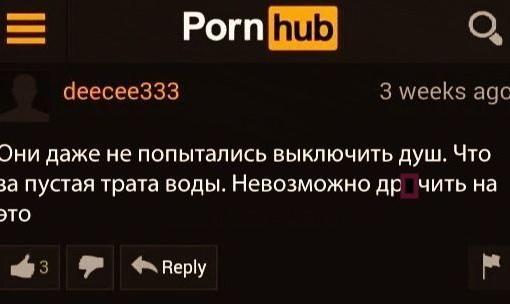 Porn hub
deecee333 3 weeks ago
Они даже не попытались выключить душ. Что
за пустая трата воды. Невозможно др чить на
это
3 Reply